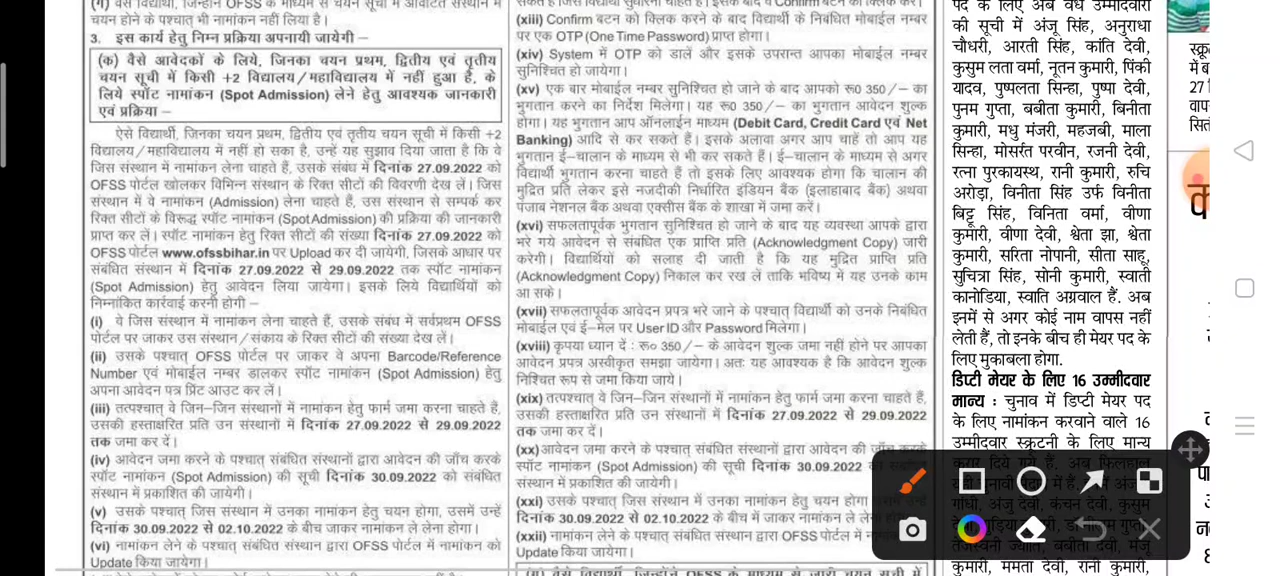 (ग) वैसे विद्यार्थी, जिन्होंने OFSS के माध्यम से चयन सूची में आवंटित संस्थान में
चयन होने के पश्चात् भी नामांकन नहीं लिया है।
3. इस कार्य हेतु निम्न प्रक्रिया अपनायी जायेगी –
(क) वैसे आवेदकों के लिये, जिनका चयन प्रथम, द्वितीय एवं तृतीय
चयन सूची में किसी +2 विद्यालय/महाविद्यालय में नहीं हुआ है, के
लिये स्पॉट नामांकन (Spot Admission) लेने हेतु आवश्यक जानकारी
एवं प्रक्रिया –
ऐसे विद्यार्थी, जिनका चयन प्रथम, द्वितीय एवं तृतीय चयन सूची में किसी +2
विद्यालय/महाविद्यालय में नहीं हो सका है, उन्हें यह सुझाव दिया जाता है कि वे
जिस संस्थान में नामांकन लेना चाहते हैं, उसके संबंध में दिनांक 27.09.2022 को
OFSS पोर्टल खोलकर विभिन्न संस्थान के रिक्त सीटों की विवरणी देख लें। जिस
संस्थान में वे नामांकन (Admission) लेना चाहते हैं, उस संस्थान से सम्पर्क कर
रिक्त सीटों के विरूद्ध स्पॉट नामांकन (Spot Admission) की प्रक्रिया की जानकारी
प्राप्त कर लें। स्पॉट नामांकन हेतु रिक्त सीटों की संख्या दिनांक 27.09.2022 को
OFSS पोर्टल www.ofssbihar.in पर Upload कर दी जायेगी, जिसके आधार पर
संबंधित संस्थान में दिनांक 27.09.2022 से 29.09.2022 तक स्पॉट नामांकन
(Spot Admission) हेतु आवेदन लिया जायेगा। इसके लिये विद्यार्थियों को
निम्नांकित कार्रवाई करनी होगी –
(i) वे जिस संस्थान में नामांकन लेना चाहते हैं, उसके संबंध में सर्वप्रथम OFSS
पोर्टल पर जाकर उस संस्थान/संकाय के रिक्त सीटों की संख्या देख लें।
(ii) उसके पश्चात् OFSS पोर्टल पर जाकर वे अपना Barcode/Reference
Number एवं मोबाईल नम्बर डालकर स्पॉट नामांकन (Spot Admission) हेतु
अपना आवेदन पत्र प्रिंट आउट कर लें।
(iii) तत्पश्चात् वे जिन-जिन संस्थानों में नामांकन हेतु फार्म जमा करना चाहते हैं,
उसकी हस्ताक्षरित प्रति उन संस्थानों में दिनांक 27.09.2022 से 29.09.2022
तक जमा कर दें।
(iv) आवेदन जमा करने के पश्चात् संबंधित संस्थानों द्वारा आवेदन की जाँच करके
स्पॉट नामांकन (Spot Admission) की सूची दिनांक 30.09.2022 को संबंधित
संस्थान में प्रकाशित की जायेगी।
(v) उसके पश्चात् जिस संस्थान में उनका नामांकन हेतु चयन होगा, उसमें उन्हें
दिनांक 30.09.2022 से 02.10.2022 के बीच जाकर नामांकन ले लेना होगा।
(vi) नामांकन लेने के पश्चात् संबंधित संस्थान द्वारा OFSS पोर्टल में नामांकन को
Update किया जायेगा।
(xiii) Confirm बटन को क्लिक करने के बाद विद्यार्थी के निबंधित मोबाईल नम्बर
पर एक OTP (One Time Password) प्राप्त होगा।
(xiv) System में OTP को डालें और इसके उपरान्त आपका मोबाईल नम्बर
सुनिश्चित हो जायेगा।
(xv) एक बार मोबाईल नम्बर सुनिश्चित हो जाने के बाद आपको रू0 350/– का
भुगतान करने का निर्देश मिलेगा। यह रू0 350/– का भुगतान आवेदन शुल्क
होगा। यह भुगतान आप ऑनलाईन माध्यम (Debit Card, Credit Card एवं Net
Banking) आदि से कर सकते हैं। इसके अलावा अगर आप चाहें तो आप यह
भुगतान ई-चालान के माध्यम से भी कर सकते हैं। ई-चालान के माध्यम से अगर
विद्यार्थी भुगतान करना चाहते हैं तो इसके लिए आवश्यक होगा कि चालान की
मुद्रित प्रति लेकर इसे नजदीकी निर्धारित इंडियन बैंक (इलाहाबाद बैंक) अथवा
पंजाब नेशनल बैंक अथवा एक्सीस बैंक के शाखा में जमा करें।
(xvi) सफलतापूर्वक भुगतान सुनिश्चित हो जाने के बाद यह व्यवस्था आपके द्वारा
भरे गये आवेदन से संबंधित एक प्राप्ति प्रति (Acknowledgment Copy) जारी
करेगी। विद्यार्थियों को सलाह दी जाती है कि यह मुद्रित प्राप्ति प्रति
(Acknowledgment Copy) निकाल कर रख लें ताकि भविष्य में यह उनके काम
आ सके।
(xvii) सफलतापूर्वक आवेदन प्रपत्र भरे जाने के पश्चात् विद्यार्थी को उनके निबंधित
मोबाईल एवं ई-मेल पर User ID और Password मिलेगा।
(xviii) कृपया ध्यान दें : रू0 350/– के आवेदन शुल्क जमा नहीं होने पर आपका
आवेदन प्रपत्र अस्वीकृत समझा जायेगा। अतः यह आवश्यक है कि आवेदन शुल्क
निश्चित रूप से जमा किया जाये।
(xix) तत्पश्चात् वे जिन-जिन संस्थानों में नामांकन हेतु फार्म जमा करना चाहते हैं,
उसकी हस्ताक्षरित प्रति उन संस्थानों में दिनांक 27.09.2022 से 29.09.2022
तक जमा कर दें।
(xx) आवेदन जमा करने के पश्चात् संबंधित संस्थानों द्वारा आवेदन की जाँच करके
स्पॉट नामांकन (Spot Admission) की सूची दिनांक 30.09.2022 को
संस्थान में प्रकाशित की जायेगी।
(xxi) उसके पश्चात् जिस संस्थान में उनका नामांकन हेतु चयन होगा
दिनांक 30.09.2022 से 02.10.2022 के बीच में जाकर नामांकन ले
(xxii) नामांकन लेने के पश्चात् संबंधित संस्थान द्वारा OFSS पोर्टल में
Update किया जायेगा।
पद के लिए अब वैध उम्मीदवारों
की सूची में अंजू सिंह, अनुराधा
चौधरी, आरती सिंह, कांति देवी,
कुसुम लता वर्मा, नूतन कुमारी, पिंकी
यादव, पुष्पलता सिन्हा, पुष्पा देवी,
पुनम गुप्ता, बबीता कुमारी, बिनीता
कुमारी, मधु मंजरी, महजबी, माला
सिन्हा, मोसर्रत परवीन, रजनी देवी,
रत्ना पुरकायस्थ, रानी कुमारी, रुचि
अरोड़ा, विनीता सिंह उर्फ विनीता
बिट्टू सिंह, विनिता वर्मा, वीणा
कुमारी, वीणा देवी, श्वेता झा, श्वेता
कुमारी, सरिता नोपानी, सीता साहू,
सुचित्रा सिंह, सोनी कुमारी, स्वाती
कानोडिया, स्वाति अग्रवाल हैं. अब
इनमें से अगर कोई नाम वापस नहीं
लेती हैं, तो इनके बीच ही मेयर पद के
लिए मुकाबला होगा.
डिप्टी मेयर के लिए 16 उम्मीदवार
मान्य : चुनाव में डिप्टी मेयर पद
के लिए नामांकन करवाने वाले 16
उम्मीदवार स्क्रूटनी के लिए मान्य
करार दिये गये हैं. अब फिलहाल
कुमारी, ममता देवी, रानी कुमारी,
27